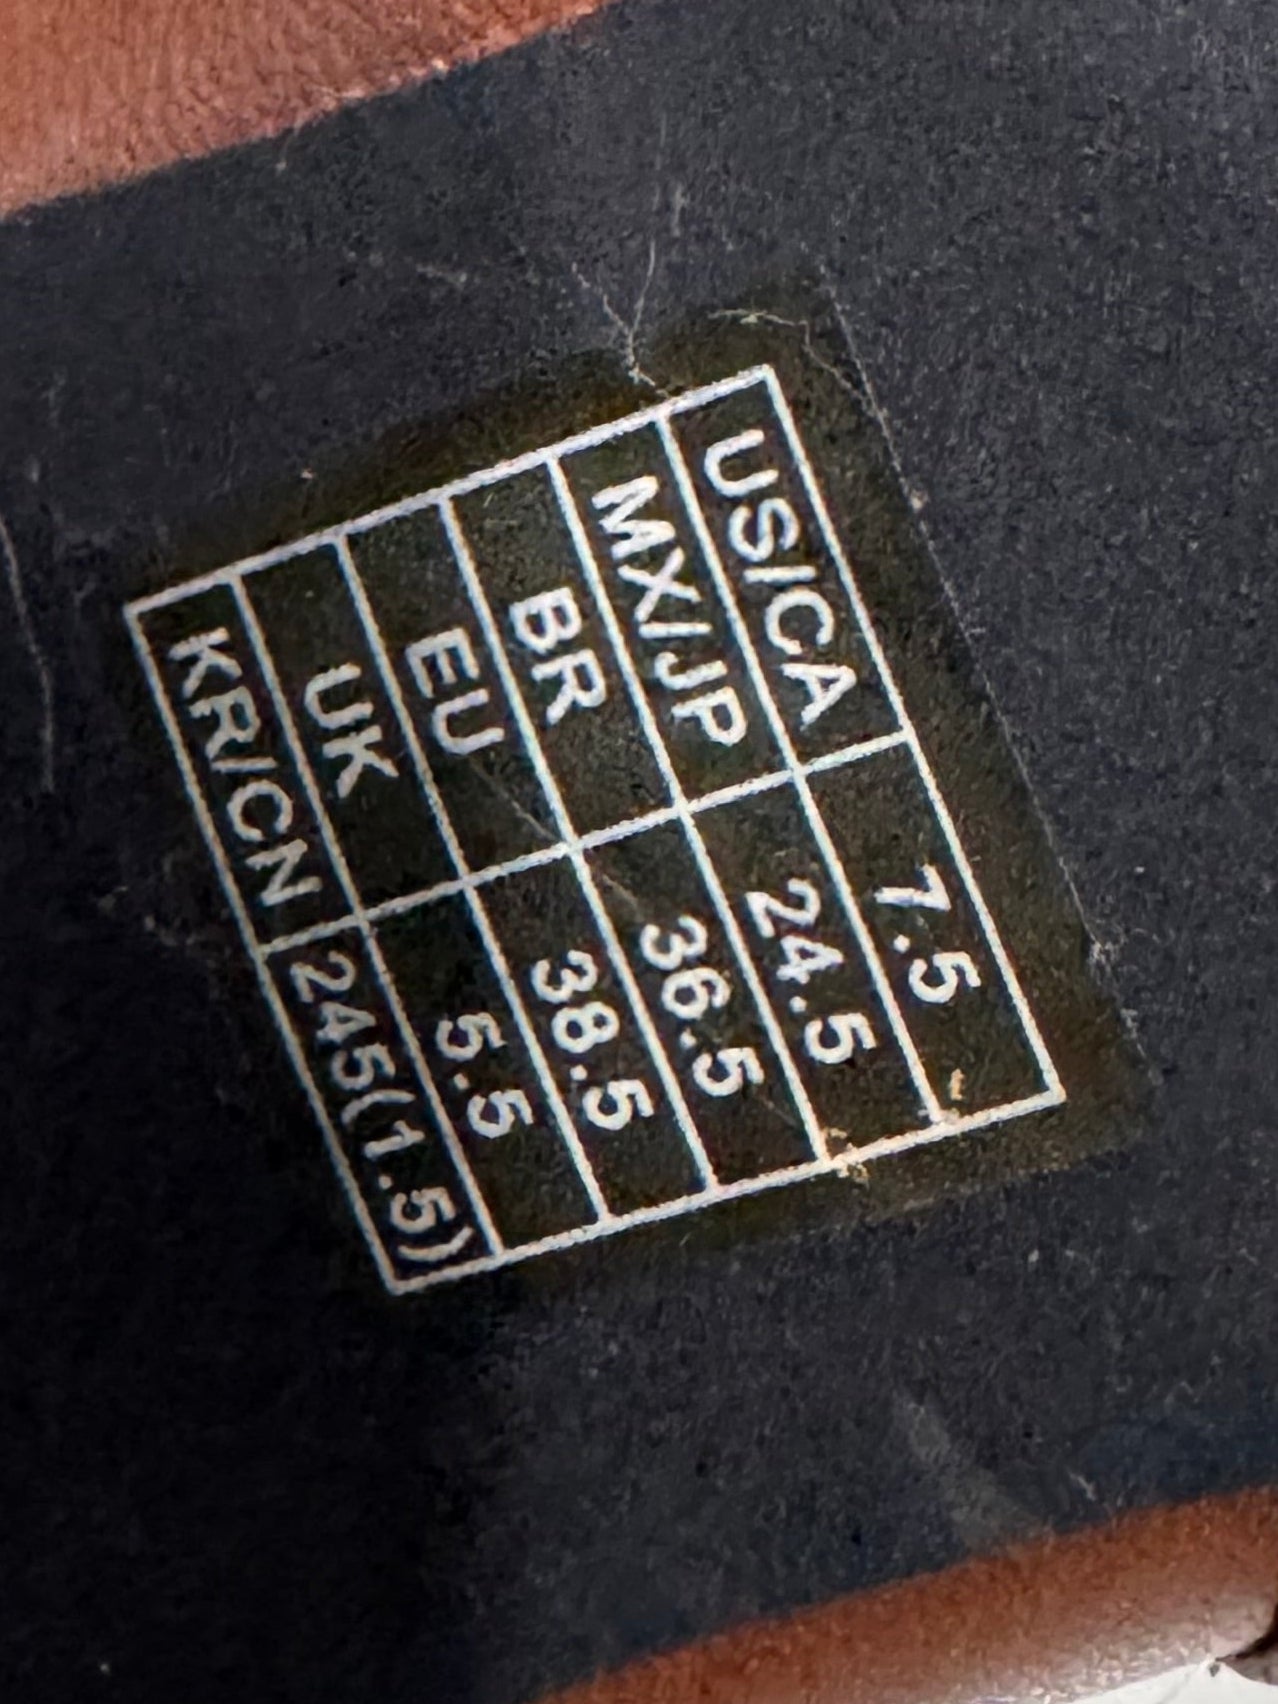 US/CA 7.5
MX/JP 24.5
BR 36.5
EU 38.5
UK 5.5
KR/CN 245(1.5)